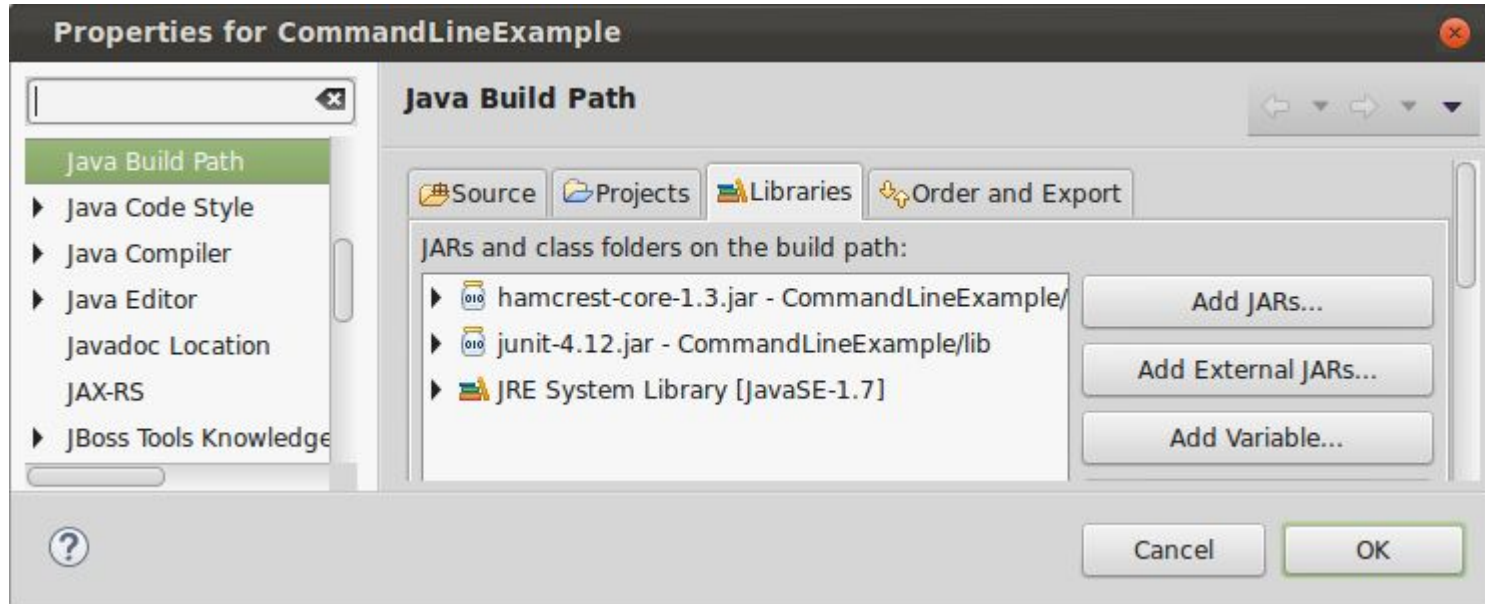 Properties for CommandLineExample
Java Build Path
Java Code Style
Java Compiler
Java Editor
Javadoc Location
JAX-RS
JBoss Tools Knowledge
Java Build Path
Source Projects Libraries Order and Export
JARs and class folders on the build path:
hamcrest-core-1.3.jar - CommandLineExample/
junit-4.12.jar - CommandLineExample/lib
JRE System Library [JavaSE-1.7]
Add JARs...
Add External JARs...
Add Variable...
?
Cancel OK